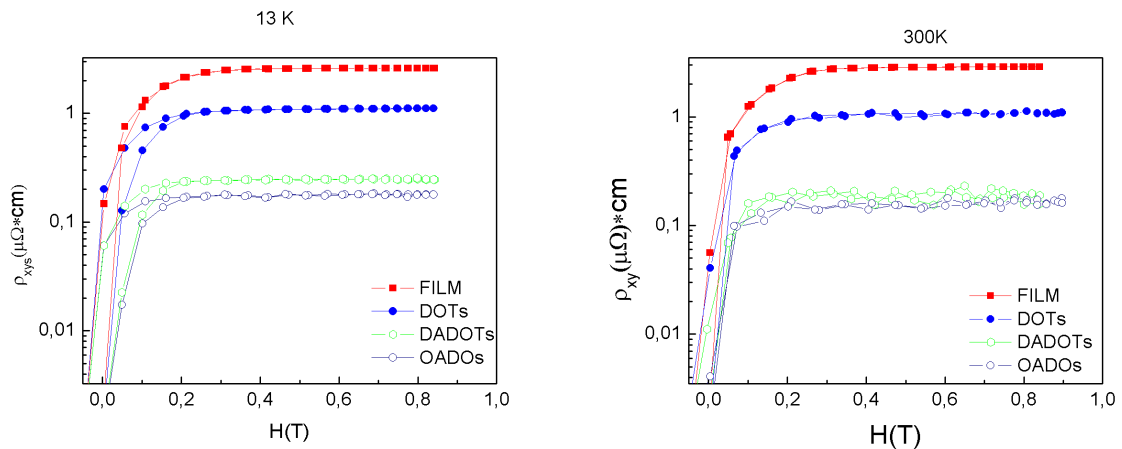 13 K
ρxys(μΩ*cm)
1
0,1
0,01
FILM
DOTs
DADOTs
OADOs
0,0 0,2 0,4 0,6 0,8 1,0
H(T)
300K
ρxy(μΩ)*cm
1
0,1
0,01
FILM
DOTs
DADOTs
OADOs
0,0 0,2 0,4 0,6 0,8 1,0
H(T)